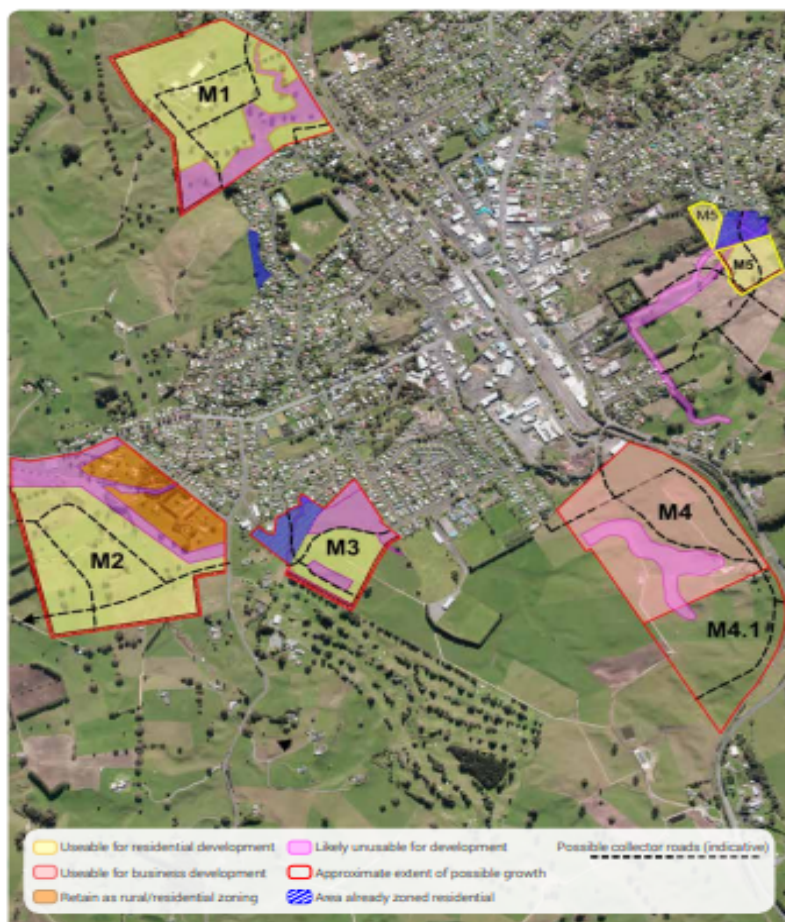 M1
M5
M5
M2
M3
M4
M4.1
Useable for residential development
Likely unusable for development
Possible collector roads (indicative)
Useable for business development
Approximate extent of possible growth
Retain as rural/residential zoning
Area already zoned residential